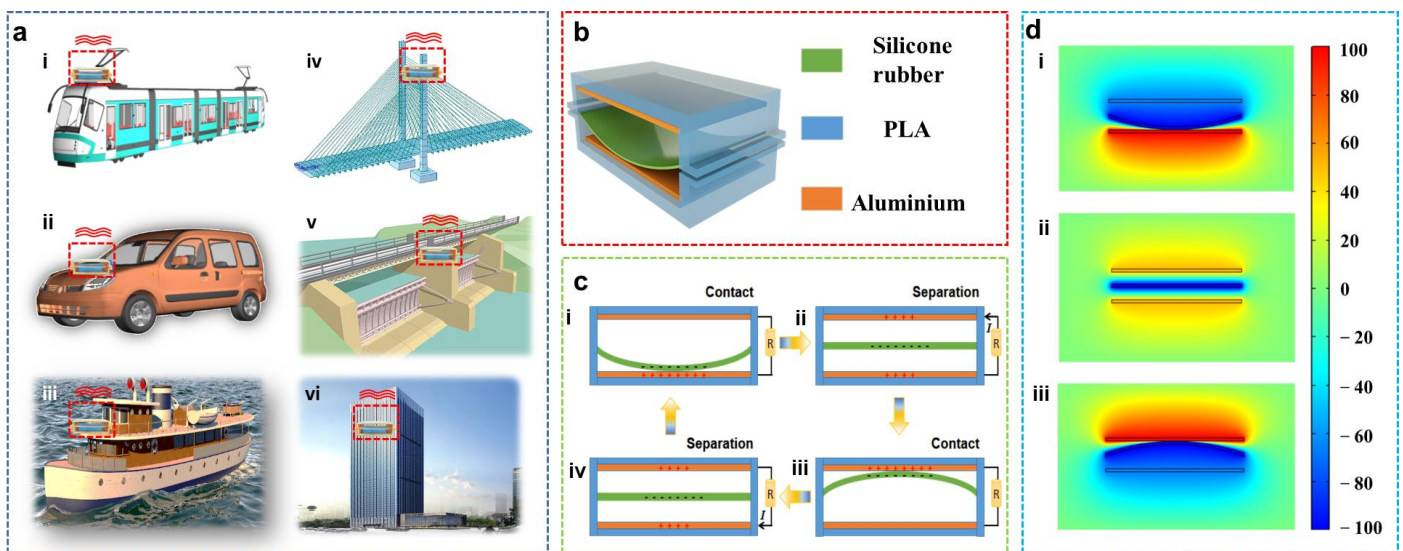 a
i
ii
iii
iv
v
vi
b
Silicone
rubber
PLA
Aluminium
c
Contact
i
R
Separation
ii
++++
- - - - - - -
I
R
- - - - - - -
++++++++
Separation
iv
++++
- - - - - - -
++++
I
R
Contact
iii
++++++++
- - - - - - -
R
d
i
ii
iii
100
80
60
40
20
0
– 20
– 40
– 60
– 80
– 100